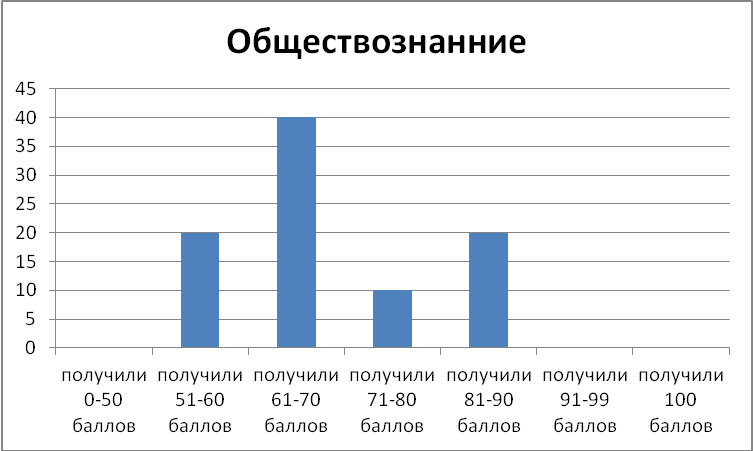 Обществознанние
45
40
35
30
25
20
15
10
5
0
получили 0-50 баллов
получили 51-60 баллов
получили 61-70 баллов
получили 71-80 баллов
получили 81-90 баллов
получили 91-99 баллов
получили 100 баллов